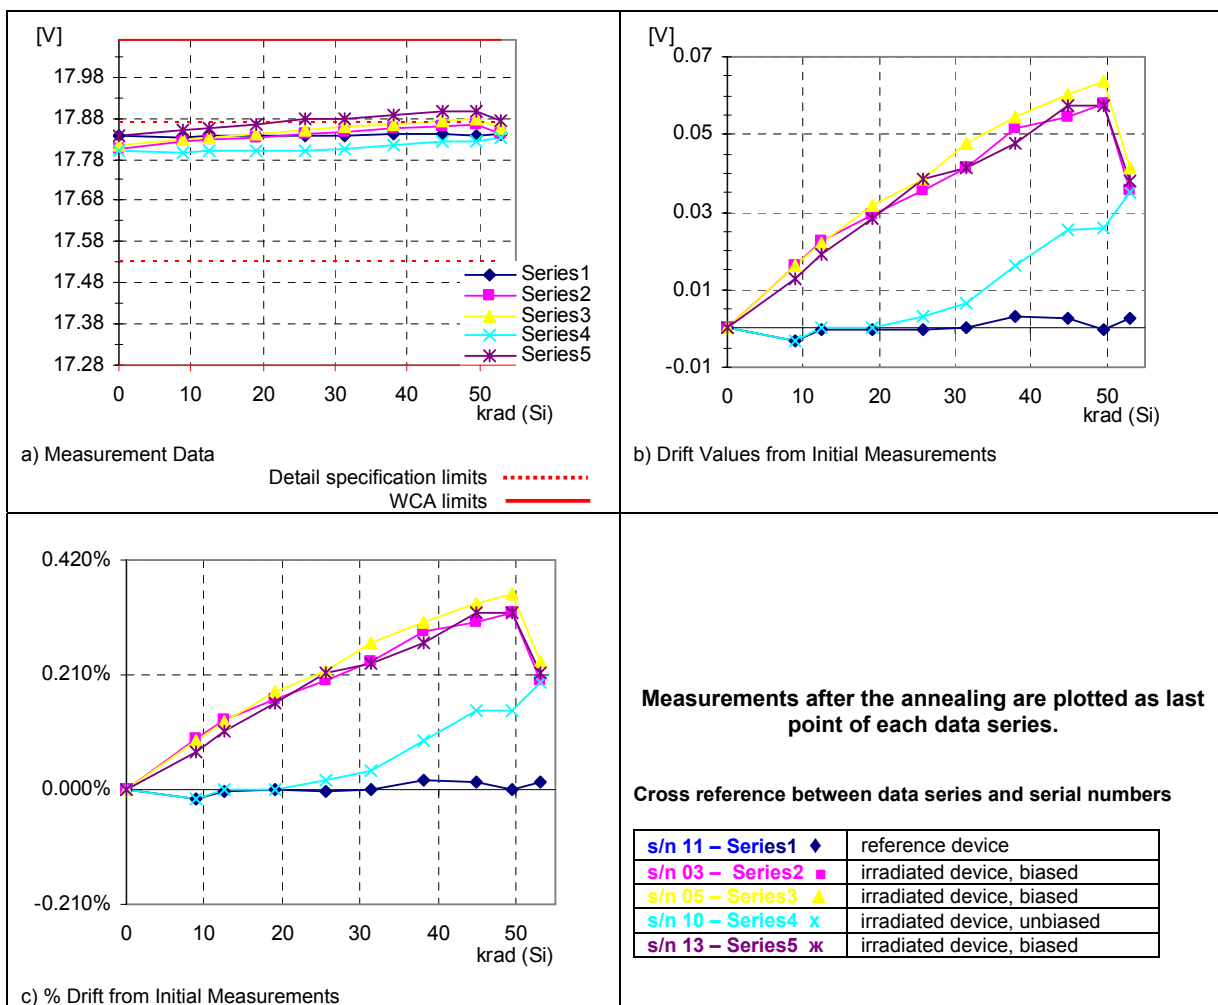 [V]
17.98
17.88
17.78
17.68
17.58
17.48
17.38
17.28
0 10 20 30 40 50
krad (Si)
Series1
Series2
Series3
Series4
Series5
a) Measurement Data
Detail specification limits
WCA limits
[V]
0.07
0.05
0.03
0.01
-0.01
0 10 20 30 40 50
krad (Si)
b) Drift Values from Initial Measurements
0.420%
0.210%
0.000%
-0.210%
0 10 20 30 40 50
krad (Si)
c) % Drift from Initial Measurements
Measurements after the annealing are plotted as last
point of each data series.
Cross reference between data series and serial numbers
s/n 11 – Series1 ♦ reference device
s/n 03 – Series2 ■ irradiated device, biased
s/n 05 – Series3 ▲ irradiated device, biased
s/n 10 – Series4 x irradiated device, unbiased
s/n 13 – Series5 ж irradiated device, biased